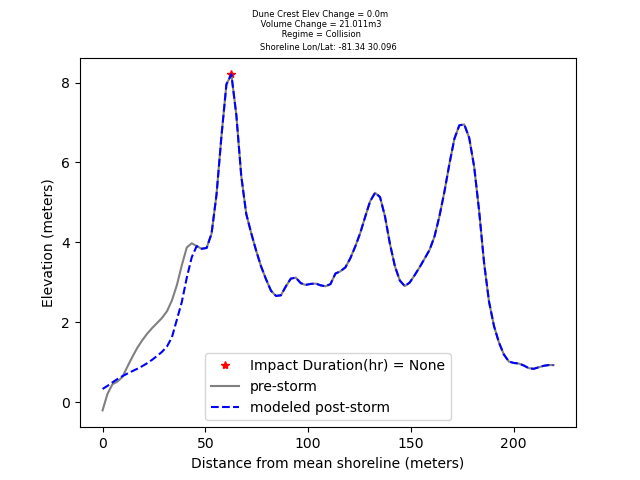 Dune Crest Elev Change = 0.0m
Volume Change = 21.011m3
Regime = Collision
Shoreline Lon/Lat: -81.34 30.096
8
6
4
2
0
Elevation (meters)
Impact Duration(hr) = None
pre-storm
modeled post-storm
0 50 100 150 200
Distance from mean shoreline (meters)